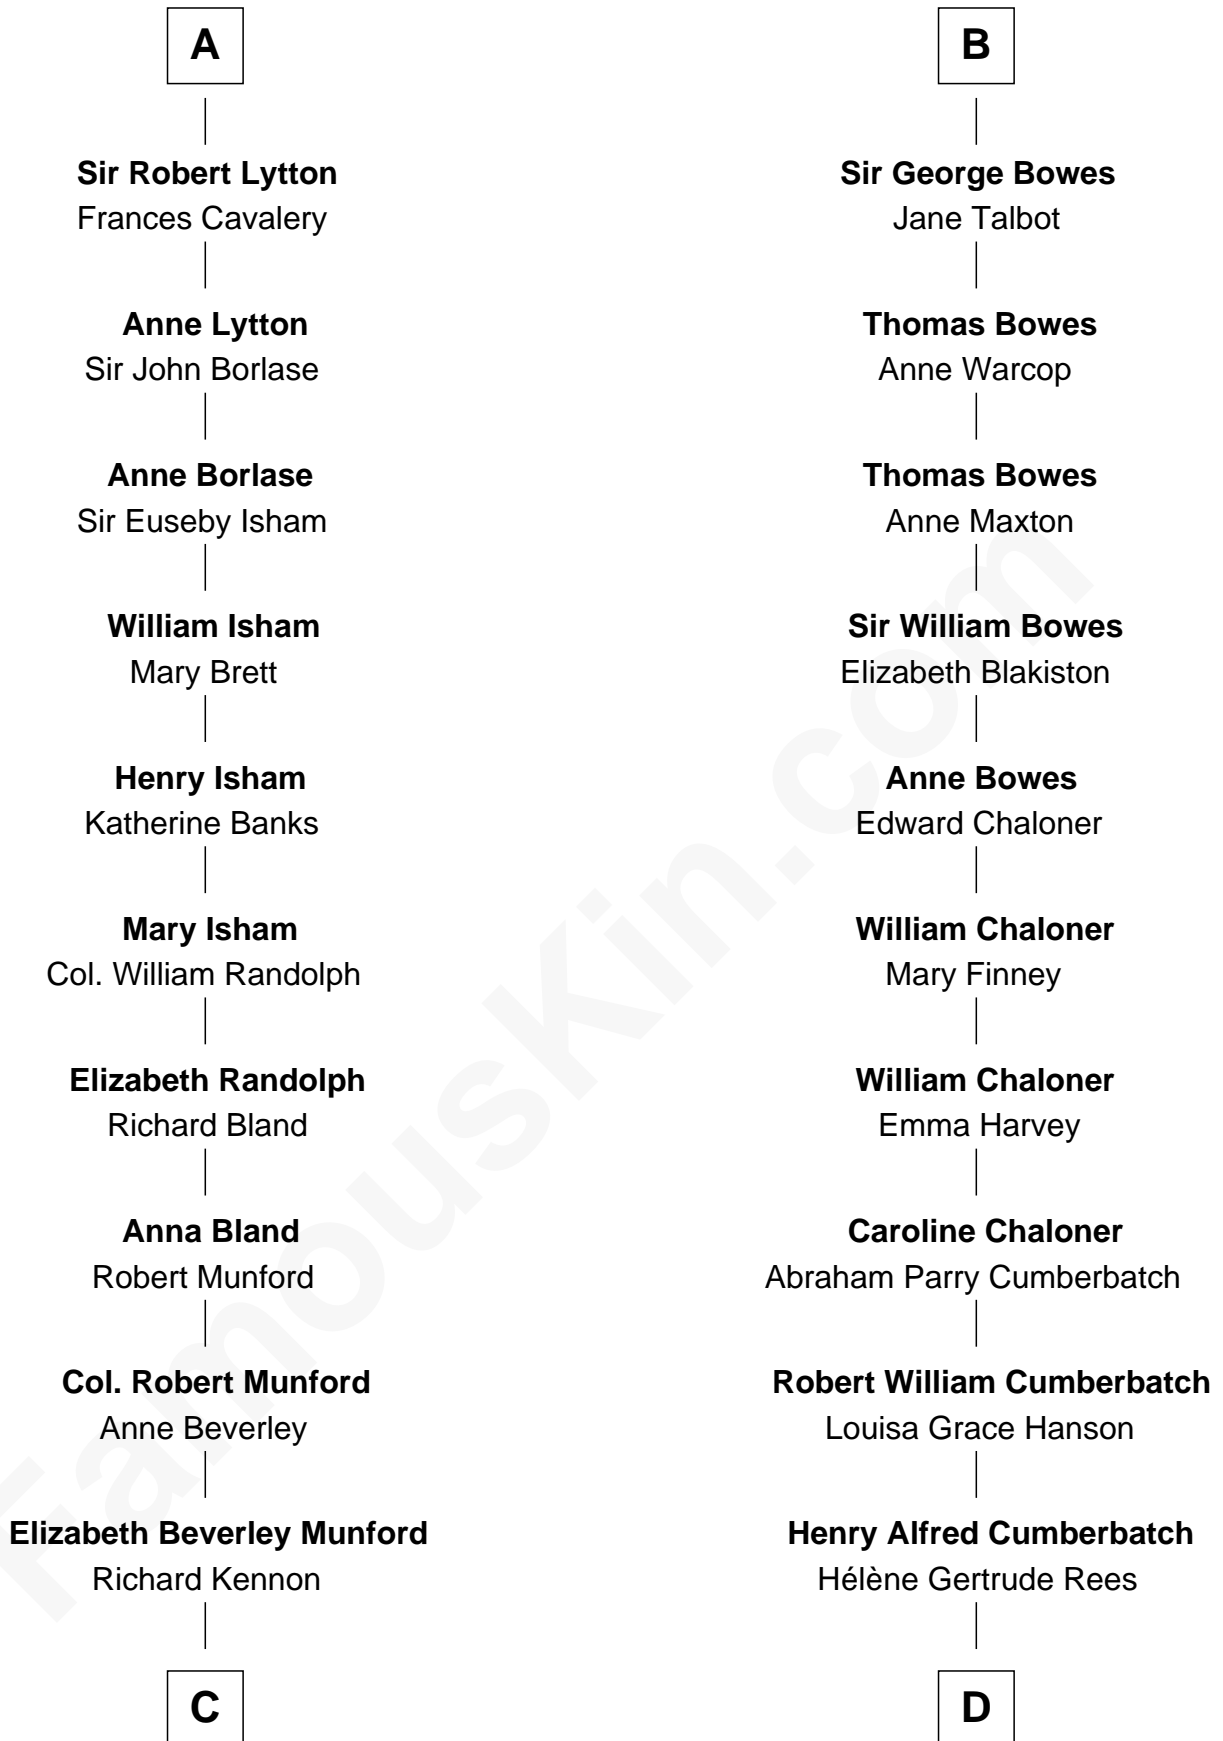 A
Sir Robert Lytton
Frances Cavalery
Anne Lytton
Sir John Borlase
Anne Borlase
Sir Euseby Isham
William Isham
Mary Brett
Henry Isham
Katherine Banks
Mary Isham
Col. William Randolph
Elizabeth Randolph
Richard Bland
Anna Bland
Robert Munford
Col. Robert Munford
Anne Beverley
Elizabeth Beverley Munford
Richard Kennon
C
B
Sir George Bowes
Jane Talbot
Thomas Bowes
Anne Warcop
Thomas Bowes
Anne Maxton
Sir William Bowes
Elizabeth Blakiston
Anne Bowes
Edward Chaloner
William Chaloner
Mary Finney
William Chaloner
Emma Harvey
Caroline Chaloner
Abraham Parry Cumberbatch
Robert William Cumberbatch
Louisa Grace Hanson
Henry Alfred Cumberbatch
Hélène Gertrude Rees
D
FamousKin.com